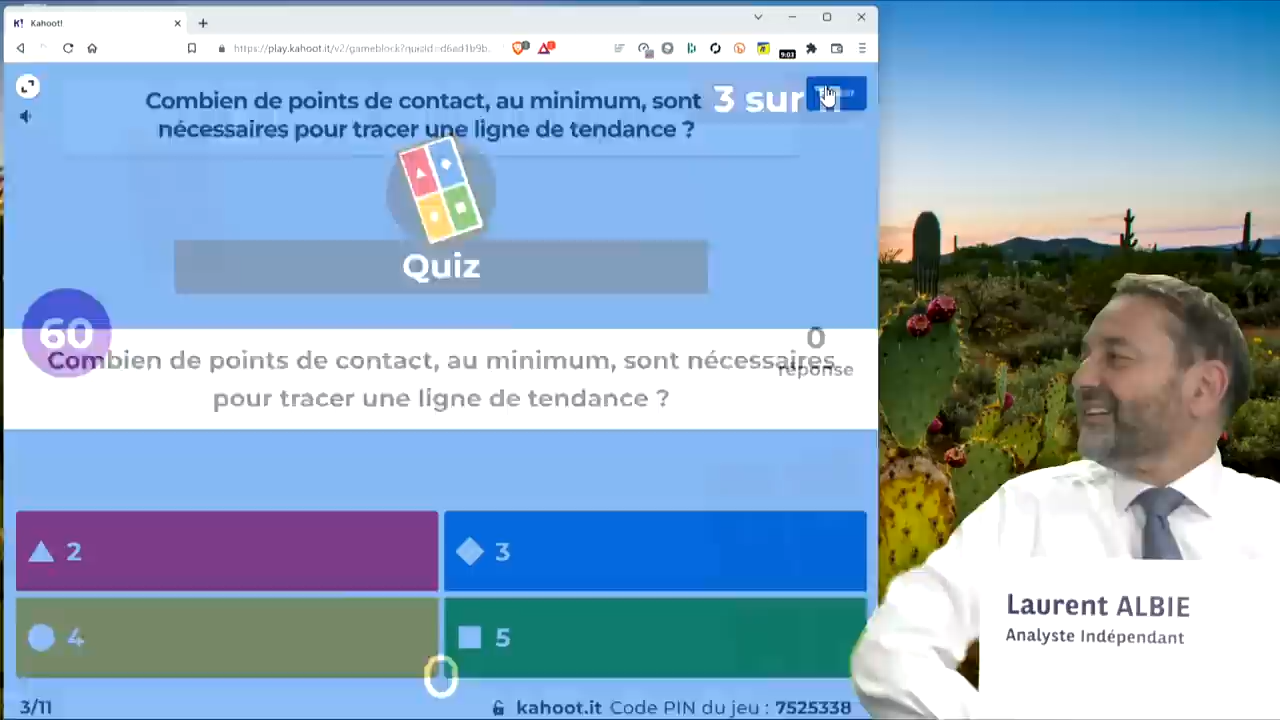 K! Kahoot!
https://play.kahoot.it/v2/gameblock?quizId=d6ad1b9b...
9:03
Combien de points de contact, au minimum, sont
nécessaires pour tracer une ligne de tendance ?
3 sur 11
Quiz
60
0
réponse
Combien de points de contact, au minimum, sont nécessaires
pour tracer une ligne de tendance ?
2
3
4
5
3/11
kahoot.it Code PIN du jeu : 7525338
Laurent ALBIE
Analyste Indépendant